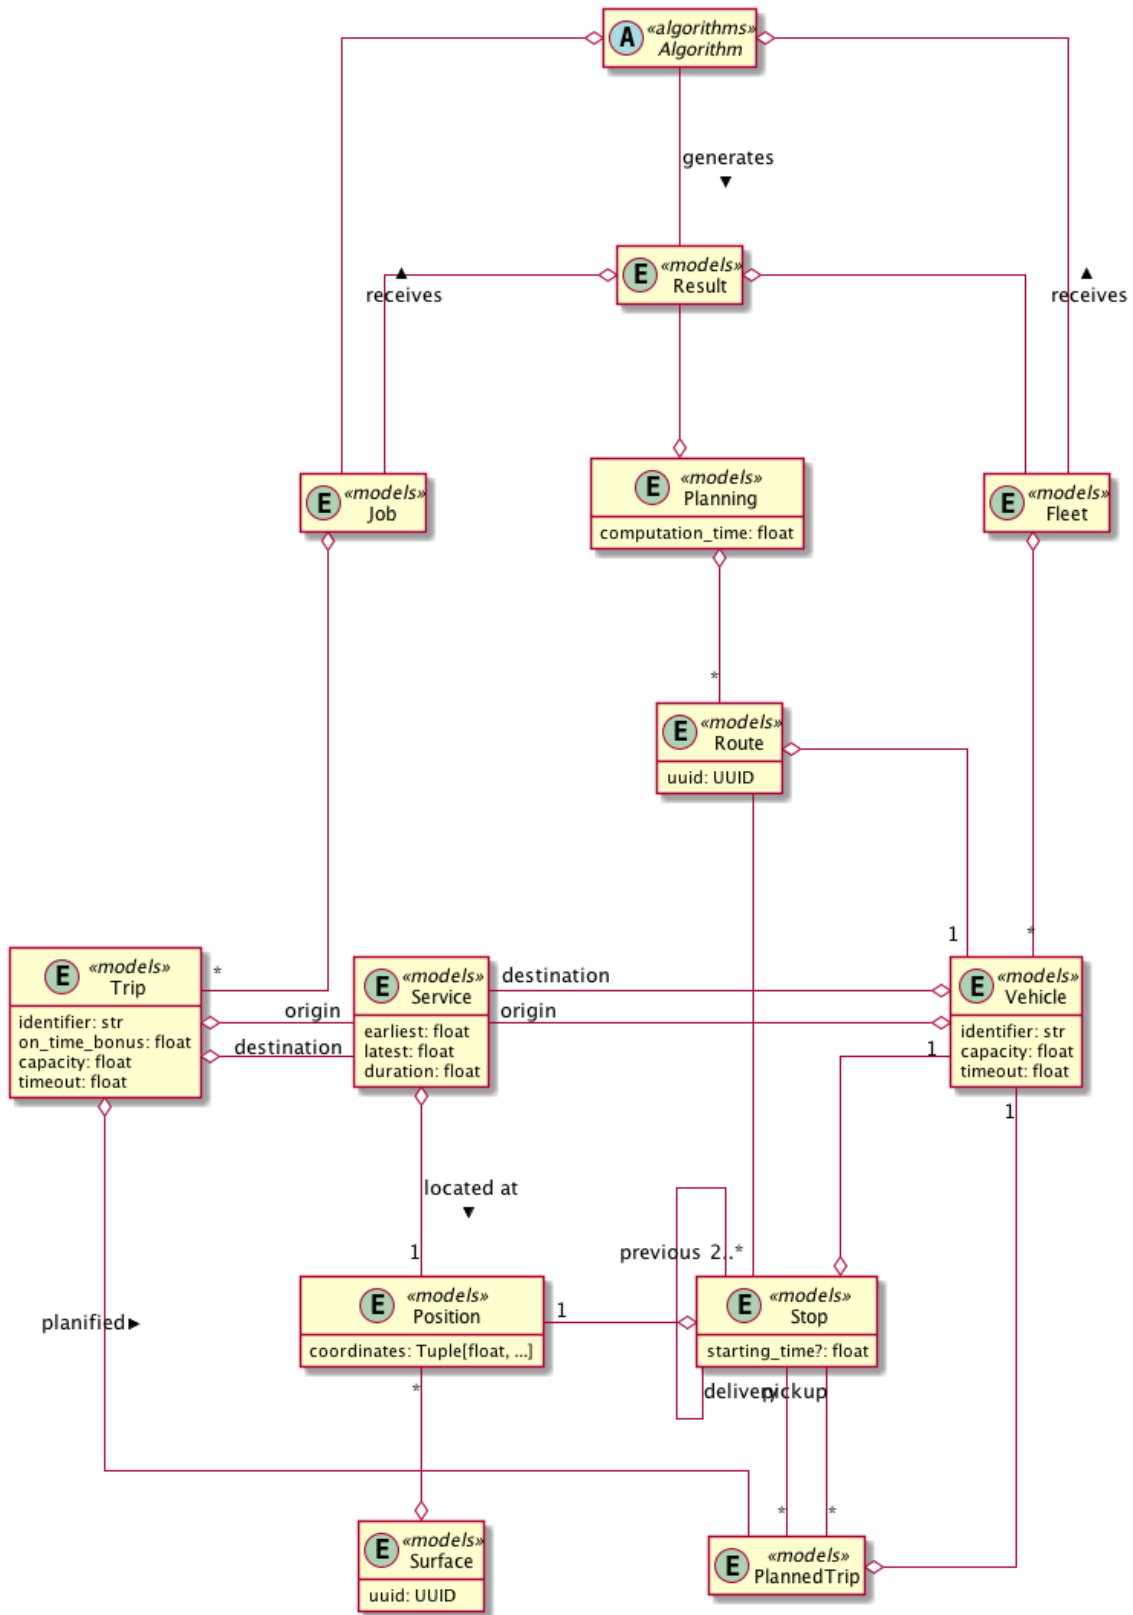 A
«algorithms»
Algorithm
generates
▼
E
«models»
Result
▲
receives
▲
receives
E
«models»
Job
E
«models»
Planning
computation_time: float
E
«models»
Fleet
*
E
«models»
Route
uuid: UUID
1
*
E
«models»
Trip
identifier: str
on_time_bonus: float
capacity: float
timeout: float
*
origin
destination
E
«models»
Service
earliest: float
latest: float
duration: float
destination
origin
E
«models»
Vehicle
identifier: str
capacity: float
timeout: float
1
1
located at
▼
1
previous 2..*
planified►
E
«models»
Position
coordinates: Tuple[float, ...]
1
E
«models»
Stop
starting_time?: float
*
delivery
pickup
*
*
E
«models»
Surface
uuid: UUID
E
«models»
PlannedTrip